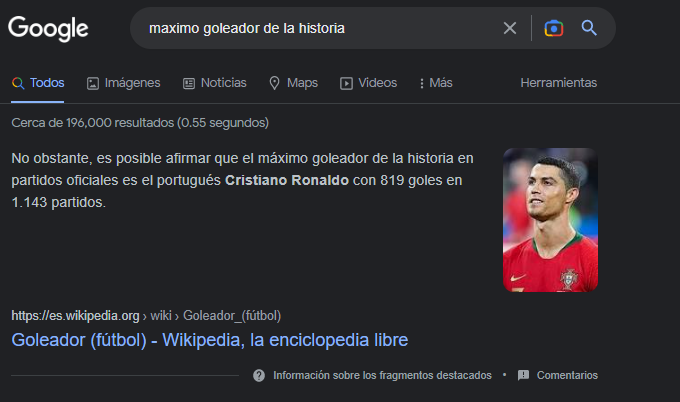 Google
maximo goleador de la historia
Todos Imágenes Noticias Maps Videos Más Herramientas
Cerca de 196,000 resultados (0.55 segundos)
No obstante, es posible afirmar que el máximo goleador de la historia en
partidos oficiales es el portugués Cristiano Ronaldo con 819 goles en
1.143 partidos.
https://es.wikipedia.org › wiki › Goleador_(fútbol)
Goleador (fútbol) - Wikipedia, la enciclopedia libre
Información sobre los fragmentos destacados • Comentarios